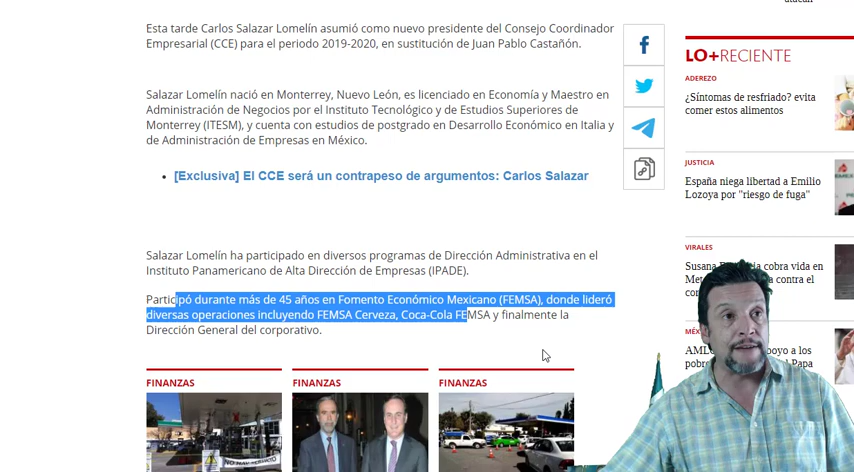 Esta tarde Carlos Salazar Lomelín asumió como nuevo presidente del Consejo Coordinador
Empresarial (CCE) para el periodo 2019-2020, en sustitución de Juan Pablo Castañón.
Salazar Lomelín nació en Monterrey, Nuevo León, es licenciado en Economía y Maestro en
Administración de Negocios por el Instituto Tecnológico y de Estudios Superiores de
Monterrey (ITESM), y cuenta con estudios de postgrado en Desarrollo Económico en Italia y
de Administración de Empresas en México.
[Exclusiva] El CCE será un contrapeso de argumentos: Carlos Salazar
Salazar Lomelín ha participado en diversos programas de Dirección Administrativa en el
Instituto Panamericano de Alta Dirección de Empresas (IPADE).
Participó durante más de 45 años en Fomento Económico Mexicano (FEMSA), donde lideró
diversas operaciones incluyendo FEMSA Cerveza, Coca-Cola FEMSA y finalmente la
Dirección General del corporativo.
FINANZAS
FINANZAS
FINANZAS
LO+RECIENTE
ADEREZO
¿Síntomas de resfriado? evita
comer estos alimentos
JUSTICIA
España niega libertad a Emilio
Lozoya por "riesgo de fuga"
VIRALES
Susana cobra vida en
contra el
AML apoyo a los
Papa